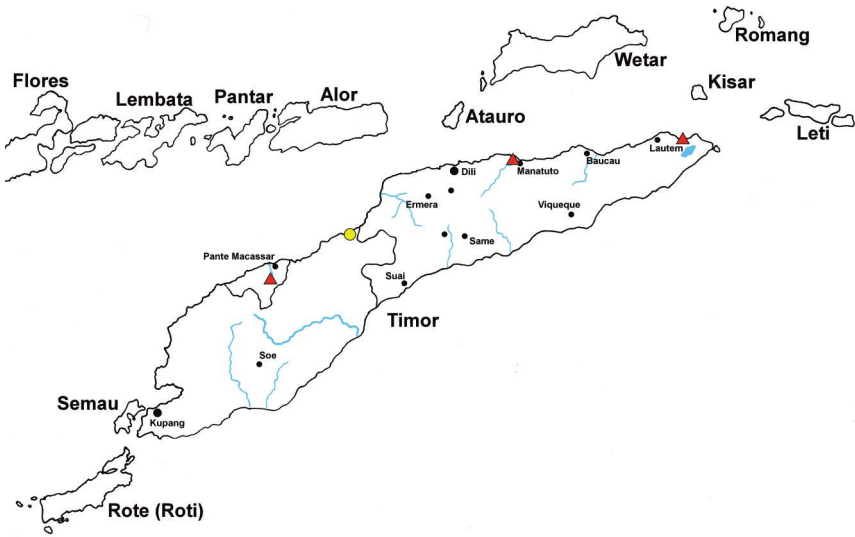 Romang
Wetar
Flores
Kisar
Lembata
Pantar
Alor
Atauro
Leti
Lautem
Baucau
Dili
Manatuto
Ermera
Viqueque
Same
Pante Macassar
Suai
Timor
Soe
Semau
Kupang
Rote (Roti)